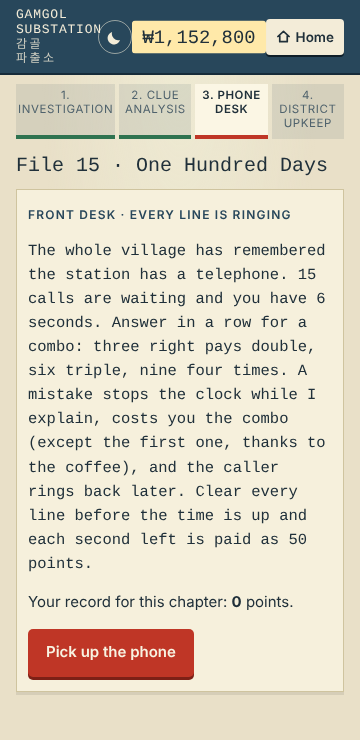 GAMGOL
SUBSTATION
감골
파출소
₩1,152,800
Home
1.
INVESTIGATION
2. CLUE
ANALYSIS
3. PHONE
DESK
4.
DISTRICT
UPKEEP
File 15 · One Hundred Days
FRONT DESK · EVERY LINE IS RINGING
The whole village has remembered
the station has a telephone. 15
calls are waiting and you have 6
seconds. Answer in a row for a
combo: three right pays double,
six triple, nine four times. A
mistake stops the clock while I
explain, costs you the combo
(except the first one, thanks to
the coffee), and the caller
rings back later. Clear every
line before the time is up and
each second left is paid as 50
points.
Your record for this chapter: 0 points.
Pick up the phone